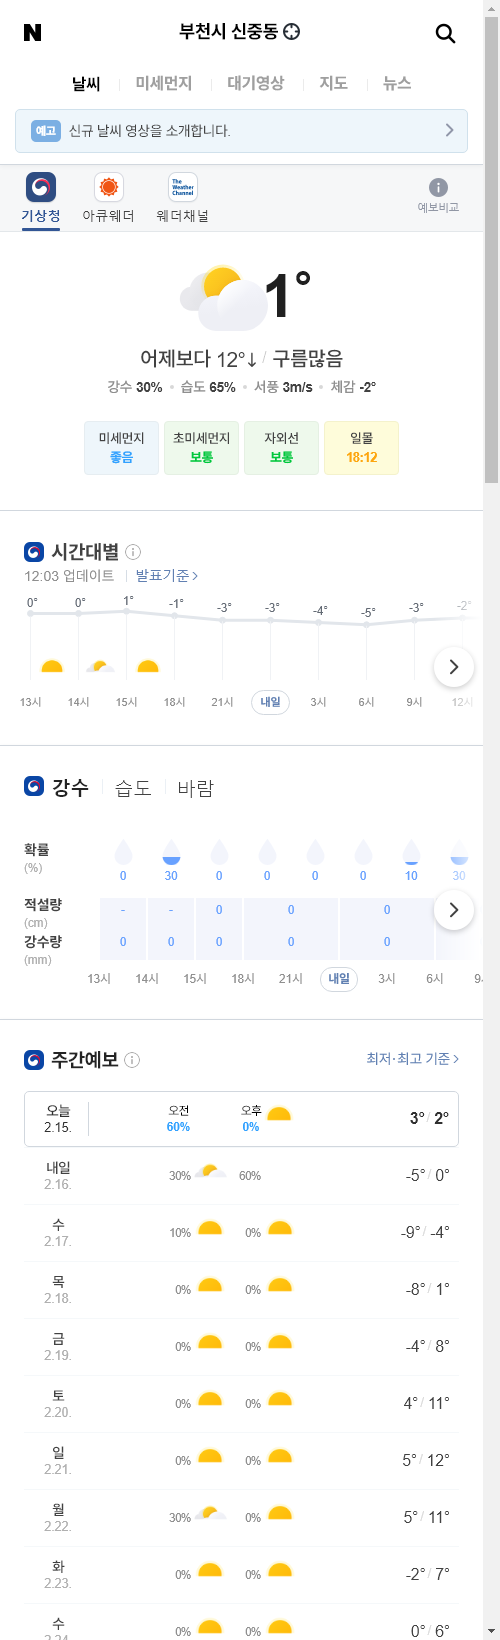 N 부천시 신중동
날씨 미세먼지 대기영상 지도 뉴스
예고 신규 날씨 영상을 소개합니다.
The Weather Channel
기상청 아큐웨더 웨더채널 예보비교
1°
어제보다 12°↓ / 구름많음
강수 30% • 습도 65% • 서풍 3m/s • 체감 -2°
미세먼지 초미세먼지 자외선 일몰
좋음 보통 보통 18:12
시간대별
12:03 업데이트 발표기준 >
0° 0° 1° -1° -3° -3° -4° -5° -3° -2°
13시 14시 15시 18시 21시 내일 3시 6시 9시 12시
강수 습도 바람
확률
(%)
0 30 0 0 0 0 10 30
적설량
(cm)
- - 0 0 0
강수량
(mm)
0 0 0 0 0
13시 14시 15시 18시 21시 내일 3시 6시 9
주간예보 최저·최고 기준 >
오늘 2.15. 오전 60% 오후 0% 3° / 2°
내일 2.16. 30% 60% -5° / 0°
수 2.17. 10% 0% -9° / -4°
목 2.18. 0% 0% -8° / 1°
금 2.19. 0% 0% -4° / 8°
토 2.20. 0% 0% 4° / 11°
일 2.21. 0% 0% 5° / 12°
월 2.22. 30% 0% 5° / 11°
화 2.23. 0% 0% -2° / 7°
수 2.24. 0% 0% 0° / 6°